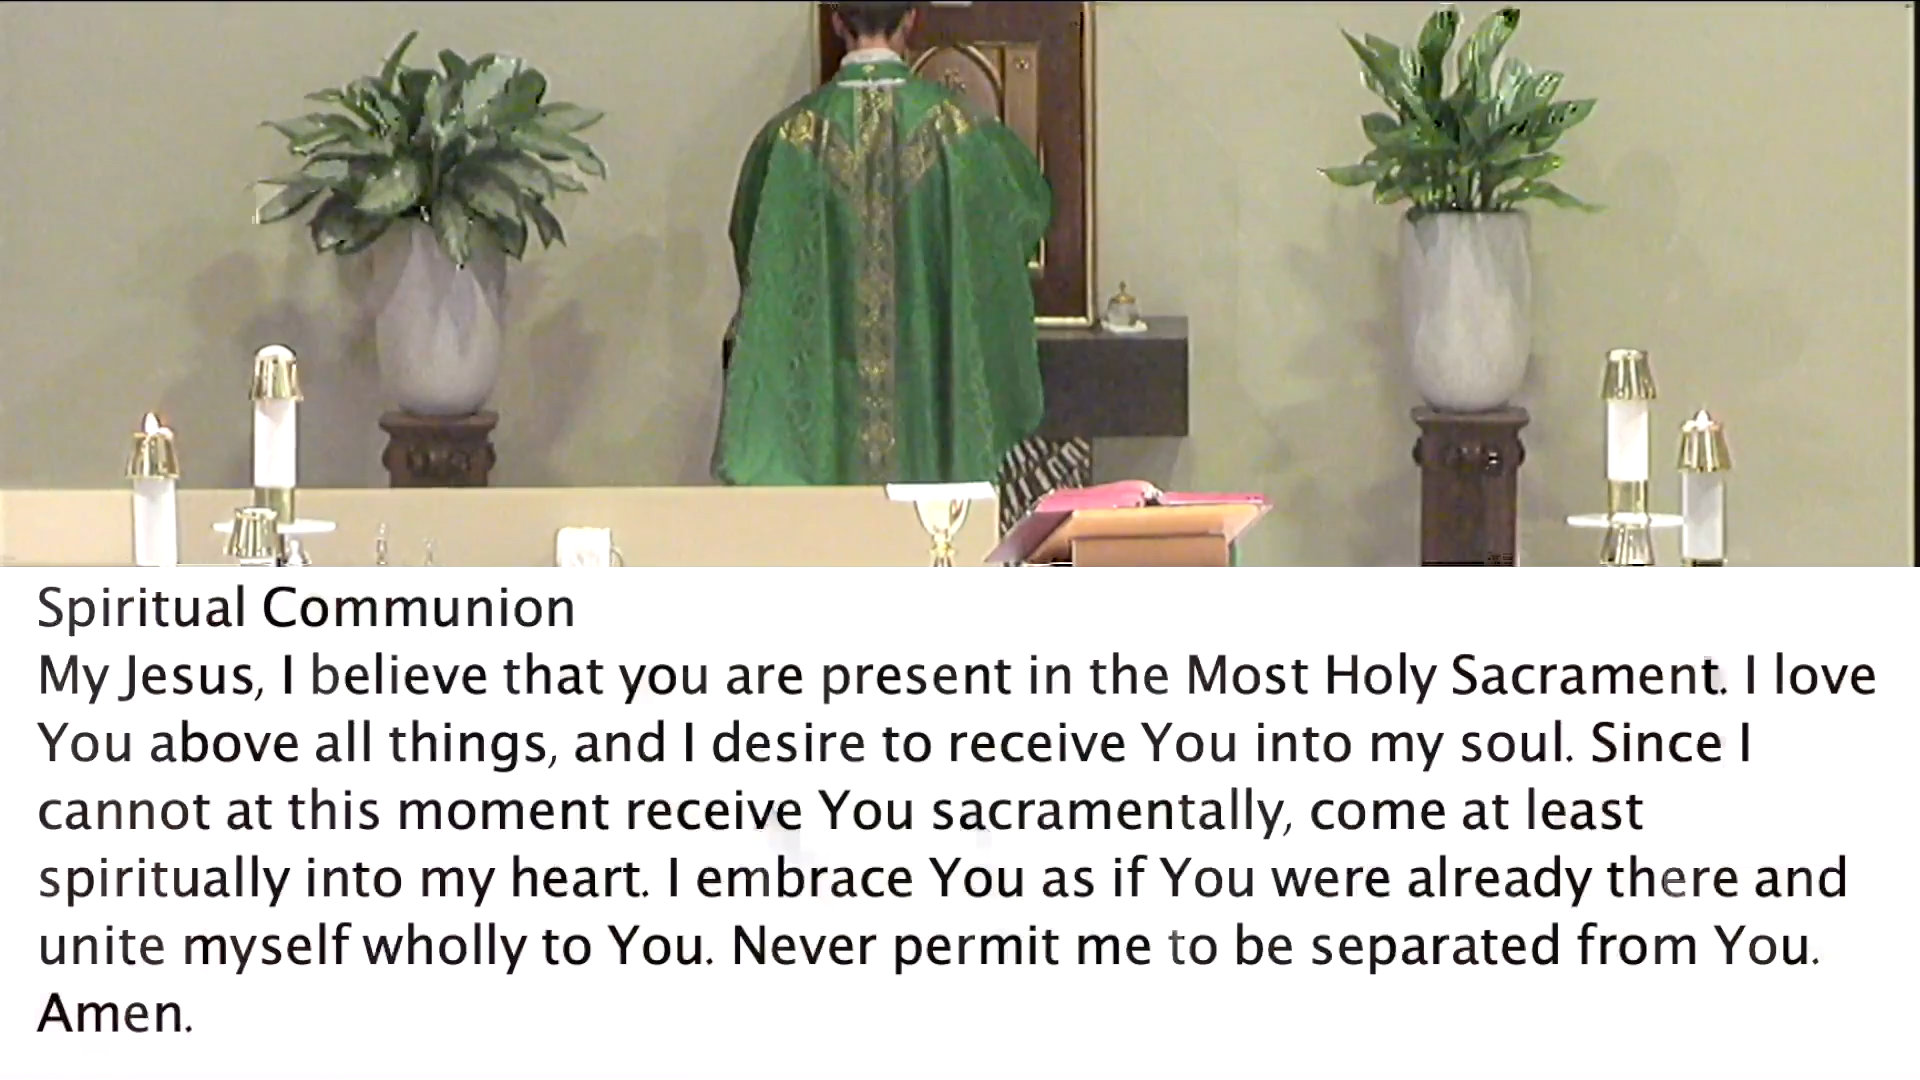 Spiritual Communion
My Jesus, I believe that you are present in the Most Holy Sacrament. I love
You above all things, and I desire to receive You into my soul. Since I
cannot at this moment receive You sacramentally, come at least
spiritually into my heart. I embrace You as if You were already there and
unite myself wholly to You. Never permit me to be separated from You.
Amen.